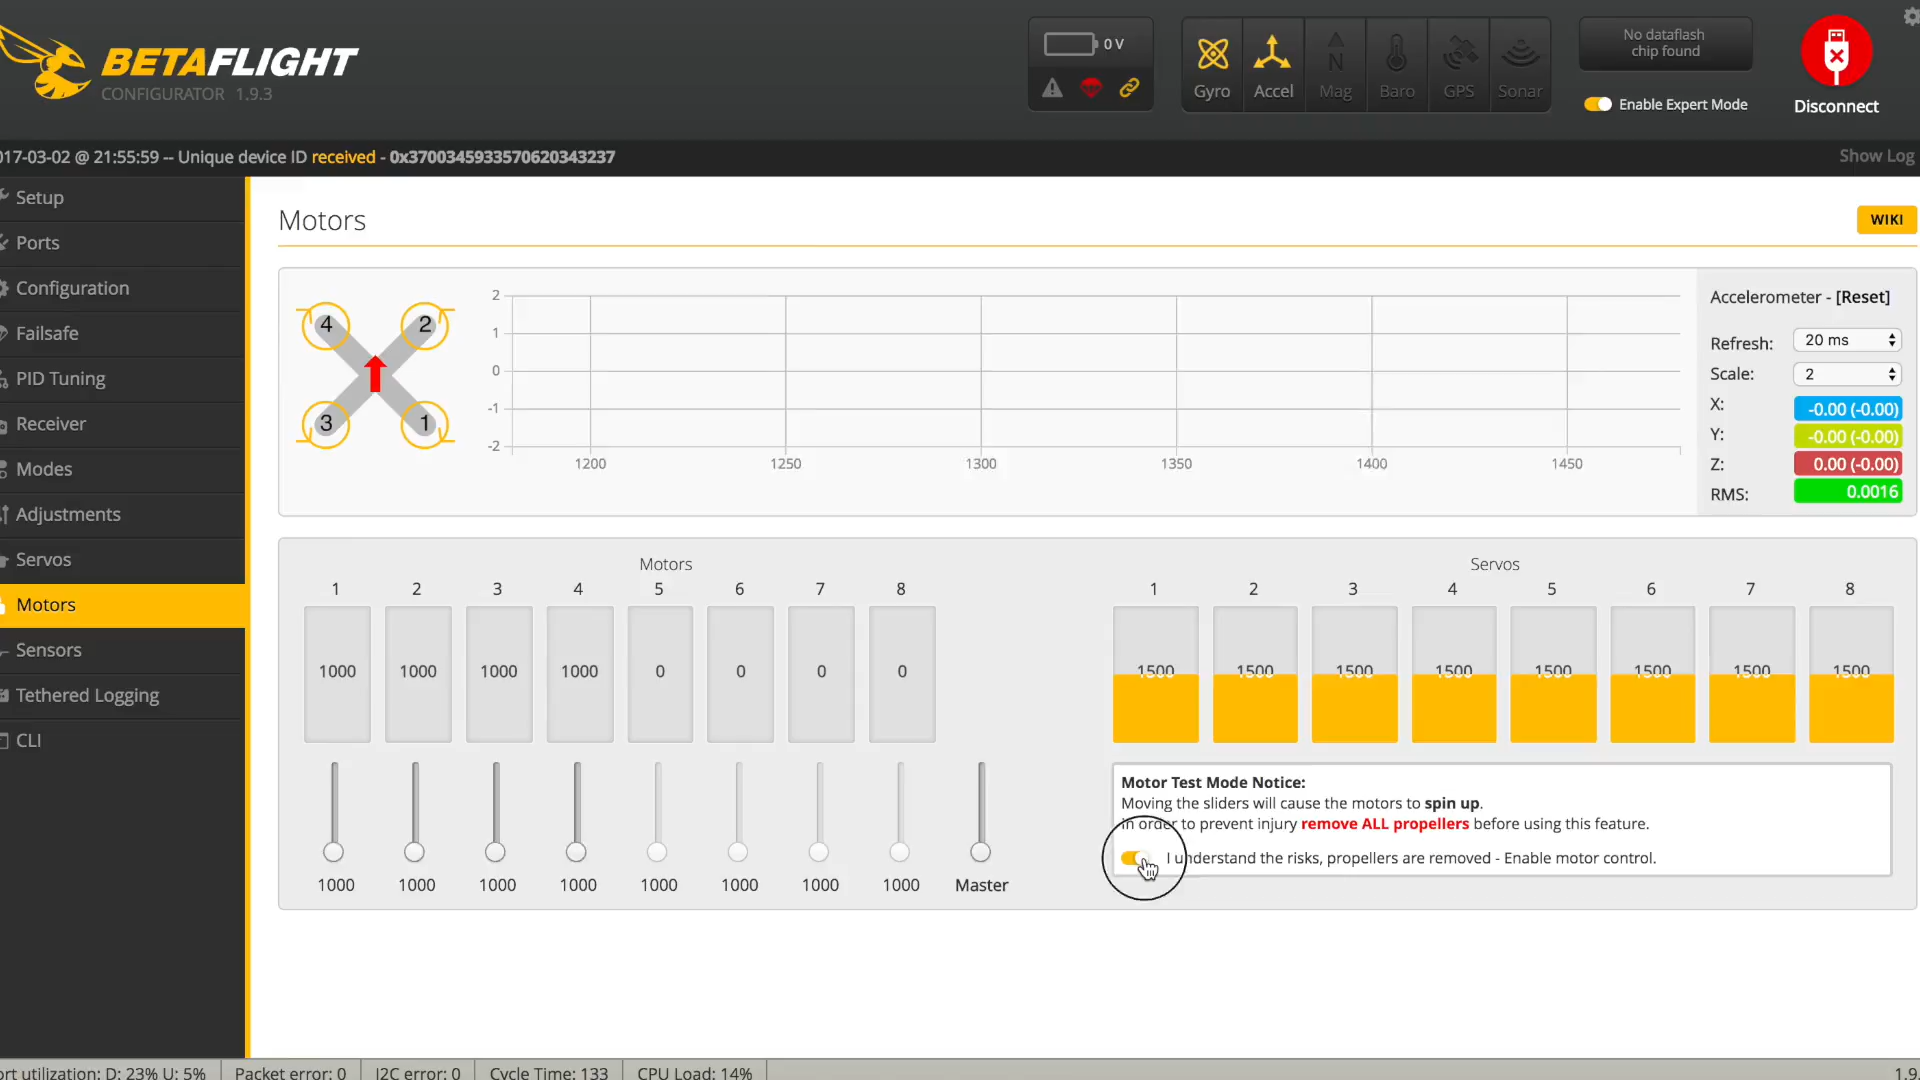 BETAFLIGHT
CONFIGURATOR 1.9.3
0 V
Gyro
Accel
Mag
Baro
GPS
Sonar
No dataflash
chip found
Enable Expert Mode
Disconnect
017-03-02 @ 21:55:59 -- Unique device ID received - 0x3700345933570620343237
Show Log
Setup
Ports
Configuration
Failsafe
PID Tuning
Receiver
Modes
Adjustments
Servos
Motors
Sensors
Tethered Logging
CLI
Motors
WIKI
4 2
3 1
2
1
0
-1
-2
1200 1250 1300 1350 1400 1450
Accelerometer - [Reset]
Refresh: 20 ms
Scale: 2
X: -0.00 (-0.00)
Y: -0.00 (-0.00)
Z: 0.00 (-0.00)
RMS: 0.0016
Motors
1 2 3 4 5 6 7 8
1000 1000 1000 1000 0 0 0 0
1000 1000 1000 1000 1000 1000 1000 1000 Master
Servos
1 2 3 4 5 6 7 8
1500 1500 1500 1500 1500 1500 1500 1500
Motor Test Mode Notice:
Moving the sliders will cause the motors to spin up.
In order to prevent injury remove ALL propellers before using this feature.
I understand the risks, propellers are removed - Enable motor control.
ort utilization: D: 23% U: 5% Packet error: 0 I2C error: 0 Cycle Time: 133 CPU Load: 14% 1.9.